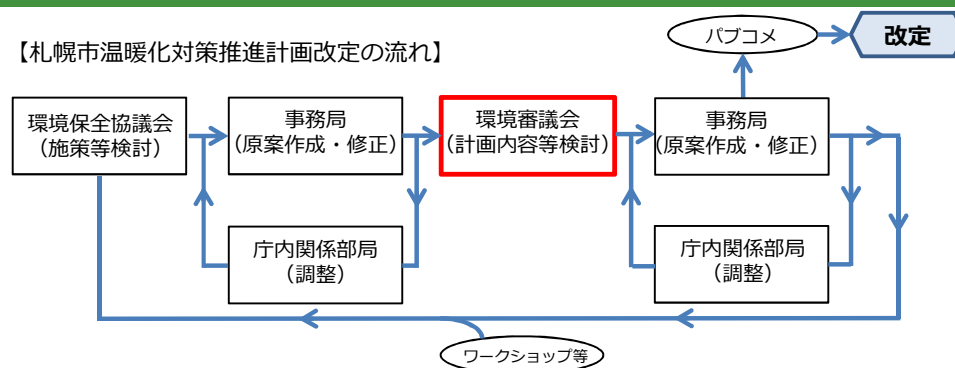 【札幌市温暖化対策推進計画改定の流れ】
パブコメ
改定
環境保全協議会
(施策等検討)
事務局
(原案作成・修正)
環境審議会
(計画内容等検討)
事務局
(原案作成・修正)
庁内関係部局
(調整)
庁内関係部局
(調整)
ワークショップ等